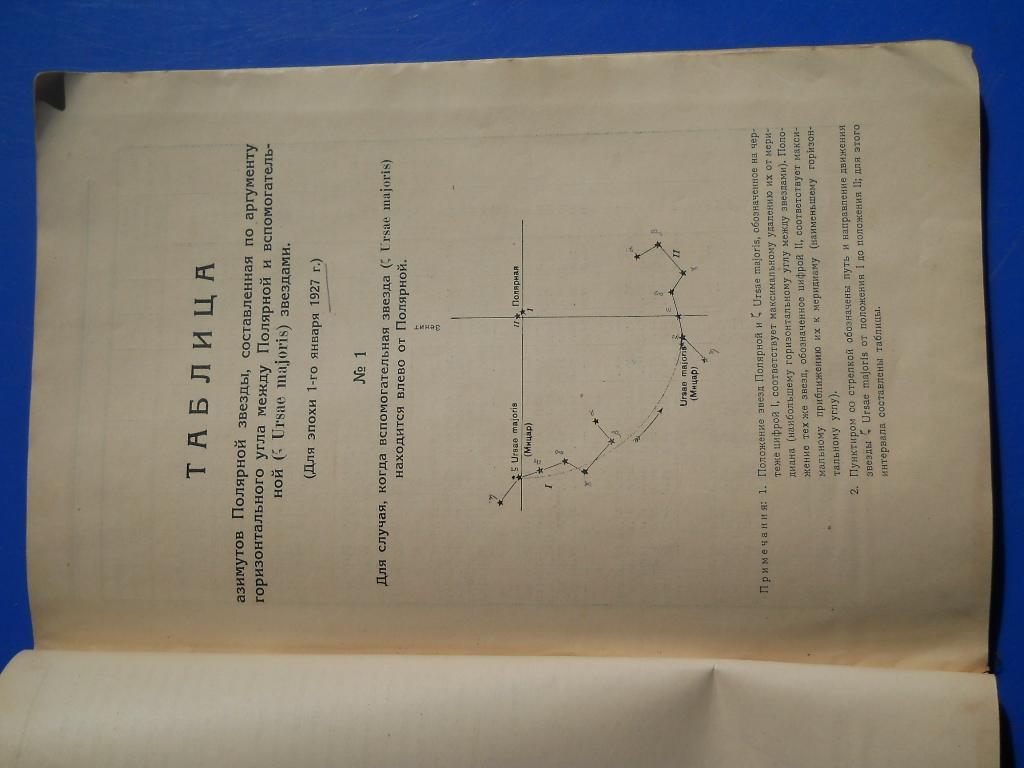 ТАБЛИЦА
азимутов Полярной звезды, составленная по аргументу
горизонтального угла между Полярной и вспомогатель-
ной (ζ Ursae majoris) звездами.
(Для эпохи 1-го января 1927 г.)
№ 1
Для случая, когда вспомогательная звезда (ζ Ursae majoris)
находится влево от Полярной.
Зенит
ζ Ursae majoris
(Мицар)
II
Полярная
I
I
Ursae majoris
(Мицар)
II
Примечания: 1. Положение звезд Полярной и ζ Ursae majoris, обозначенное на чер-
теже цифрой I, соответствует максимальному удалению их от мери-
диана (наибольшему горизонтальному углу между звездами). Поло-
жение тех же звезд, обозначенное цифрой II, соответствует макси-
мальному приближению их к меридиану (наименьшему горизон-
тальному углу).
2. Пунктиром со стрелкой обозначены путь и направление движения
звезды ζ Ursae majoris от положения I до положения II; для этого
интервала составлены таблицы.